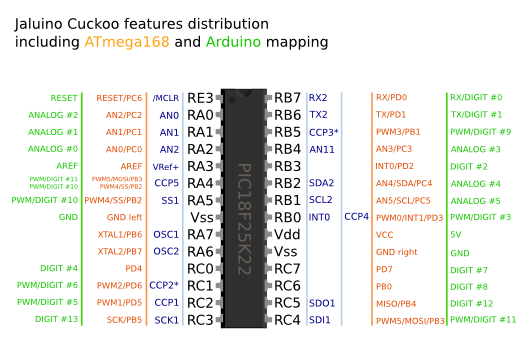 Jaluino Cuckoo features distribution
including ATmega168 and Arduino mapping
RESET RESET/PC6 /MCLR RE3 RB7 RX2 RX/PD0 RX/DIGIT #0
ANALOG #2 AN2/PC2 AN0 RA0 RB6 TX2 TX/PD1 TX/DIGIT #1
ANALOG #1 AN1/PC1 AN1 RA1 RB5 CCP3* PWM3/PB1 PWM/DIGIT #9
ANALOG #0 AN0/PC0 AN2 RA2 RB4 AN11 AN3/PC3 ANALOG #3
AREF AREF VRef+ RA3 RB3 INT0/PD2 DIGIT #2
PWM/DIGIT #11 PWM5/MOSI/PB3 CCP5 RA4 RB2 SDA2 AN4/SDA/PC4 ANALOG #4
PWM/DIGIT #10 PWM4/SS/PB2
PWM/DIGIT #10 PWM4/SS/PB2 SS1 RA5 RB1 SCL2 AN5/SCL/PC5 ANALOG #5
GND GND left Vss RB0 INT0 CCP4 PWM0/INT1/PD3 PWM/DIGIT #3
XTAL1/PB6 OSC1 RA7 Vdd VCC 5V
XTAL2/PB7 OSC2 RA6 Vss GND right GND
DIGIT #4 PD4 RC0 RC7 PD7 DIGIT #7
PWM/DIGIT #6 PWM2/PD6 CCP2* RC1 RC6 PB0 DIGIT #8
PWM/DIGIT #5 PWM1/PD5 CCP1 RC2 RC5 SDO1 MISO/PB4 DIGIT #12
DIGIT #13 SCK/PB5 SCK1 RC3 RC4 SDI1 PWM5/MOSI/PB3 PWM/DIGIT #11
PIC18F25K22